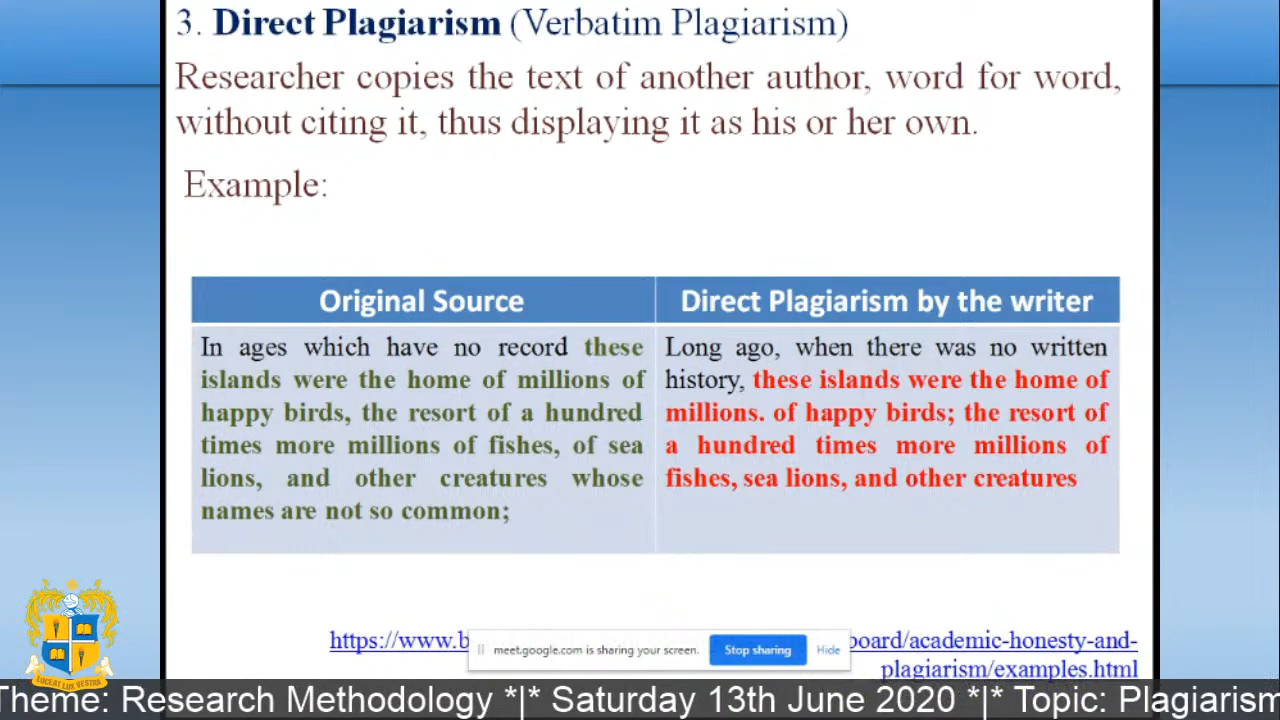 3. Direct Plagiarism (Verbatim Plagiarism)
Researcher copies the text of another author, word for word,
without citing it, thus displaying it as his or her own.
Example:
Original Source
In ages which have no record these
islands were the home of millions of
happy birds, the resort of a hundred
times more millions of fishes, of sea
lions, and other creatures whose
names are not so common;
Direct Plagiarism by the writer
Long ago, when there was no written
history, these islands were the home of
millions. of happy birds; the resort of
a hundred times more millions of
fishes, sea lions, and other creatures
https://www.b oard/academic-honesty-and-
plagiarism/examples.html
meet.google.com is sharing your screen. Stop sharing Hide
LUCEAT LUX VESTRA
Theme: Research Methodology *|* Saturday 13th June 2020 *|* Topic: Plagiarism